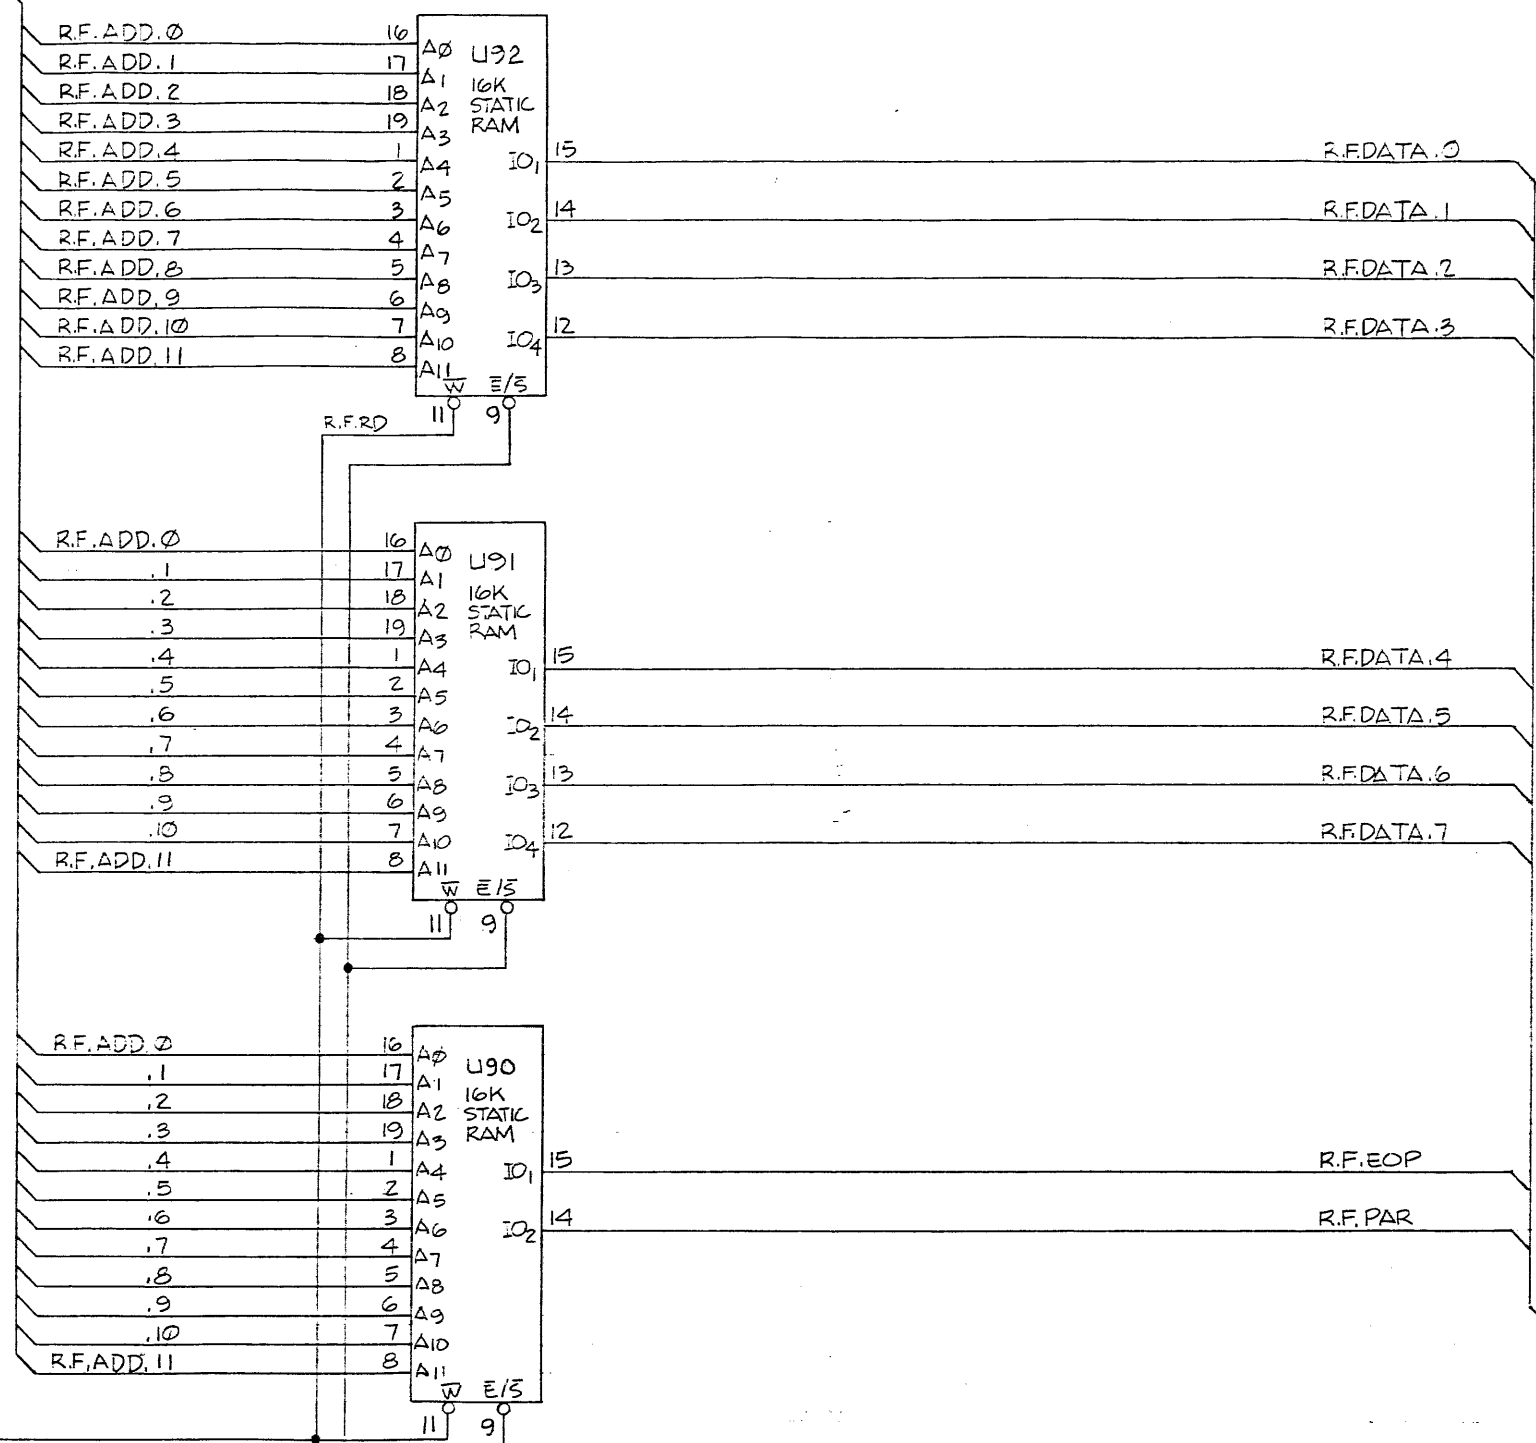 R.F.ADD.Ø 16 AØ U92
R.F.ADD.1 17 A1 16K
R.F.ADD.2 18 A2 STATIC
R.F.ADD.3 19 A3 RAM
R.F.ADD.4 1 A4 IO1 15 R.F.DATA.0
R.F.ADD.5 2 A5
R.F.ADD.6 3 A6 IO2 14 R.F.DATA.1
R.F.ADD.7 4 A7
R.F.ADD.8 5 A8 IO3 13 R.F.DATA.2
R.F.ADD.9 6 A9
R.F.ADD.1Ø 7 A10 IO4 12 R.F.DATA.3
R.F.ADD.11 8 A11
W̅ E̅/S̅
R.F.RD 11 9
R.F.ADD.Ø 16 AØ U91
.1 17 A1
.2 18 A2 16K
STATIC
.3 19 A3 RAM
.4 1 A4 IO1 15 R.F.DATA.4
.5 2 A5
.6 3 A6 IO2 14 R.F.DATA.5
.7 4 A7
.8 5 A8 IO3 13 R.F.DATA.6
.9 6 A9
.1Ø 7 A10 IO4 12 R.F.DATA.7
R.F.ADD.11 8 A11
W̅ E̅/S̅
11 9
R.F.ADD.Ø 16 AØ U90
.1 17 A1 16K
.2 18 A2 STATIC
.3 19 A3 RAM
.4 1 A4 IO1 15 R.F.EOP
.5 2 A5
.6 3 A6 IO2 14 R.F.PAR
.7 4 A7
.8 5 A8
.9 6 A9
.1Ø 7 A10
R.F.ADD.11 8 A11
W̅ E̅/S̅
11 9